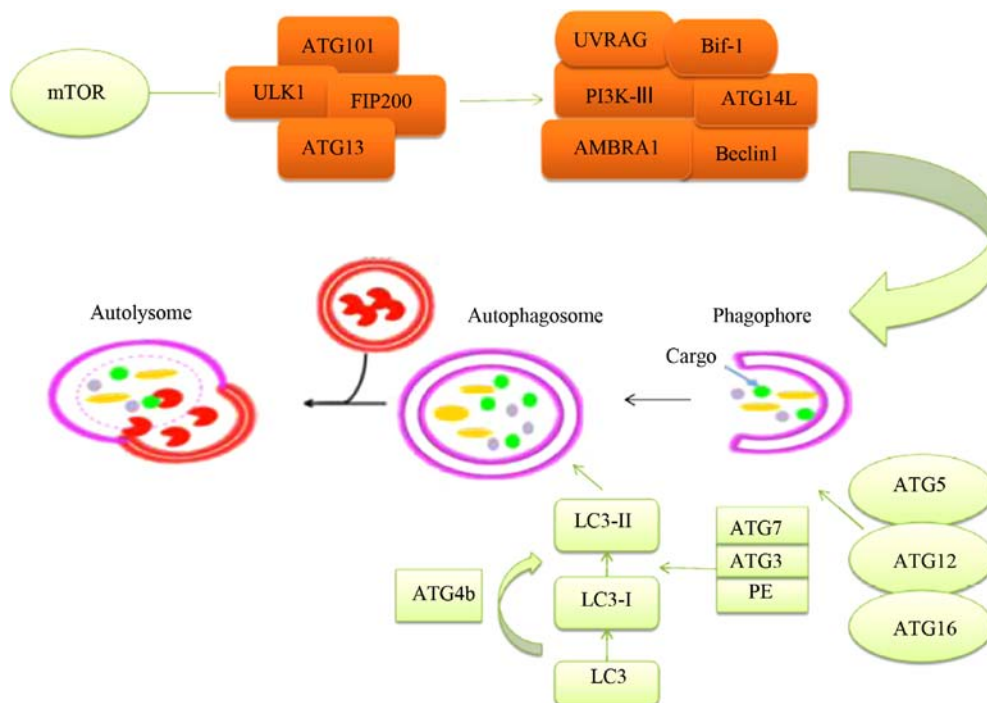 mTOR
ATG101
ULK1
FIP200
ATG13
UVRAG
Bif-1
PI3K-III
ATG14L
AMBRA1
Beclin1
Autolysome
Autophagosome
Phagophore
Cargo
ATG4b
LC3-II
LC3-I
LC3
ATG7
ATG3
PE
ATG5
ATG12
ATG16